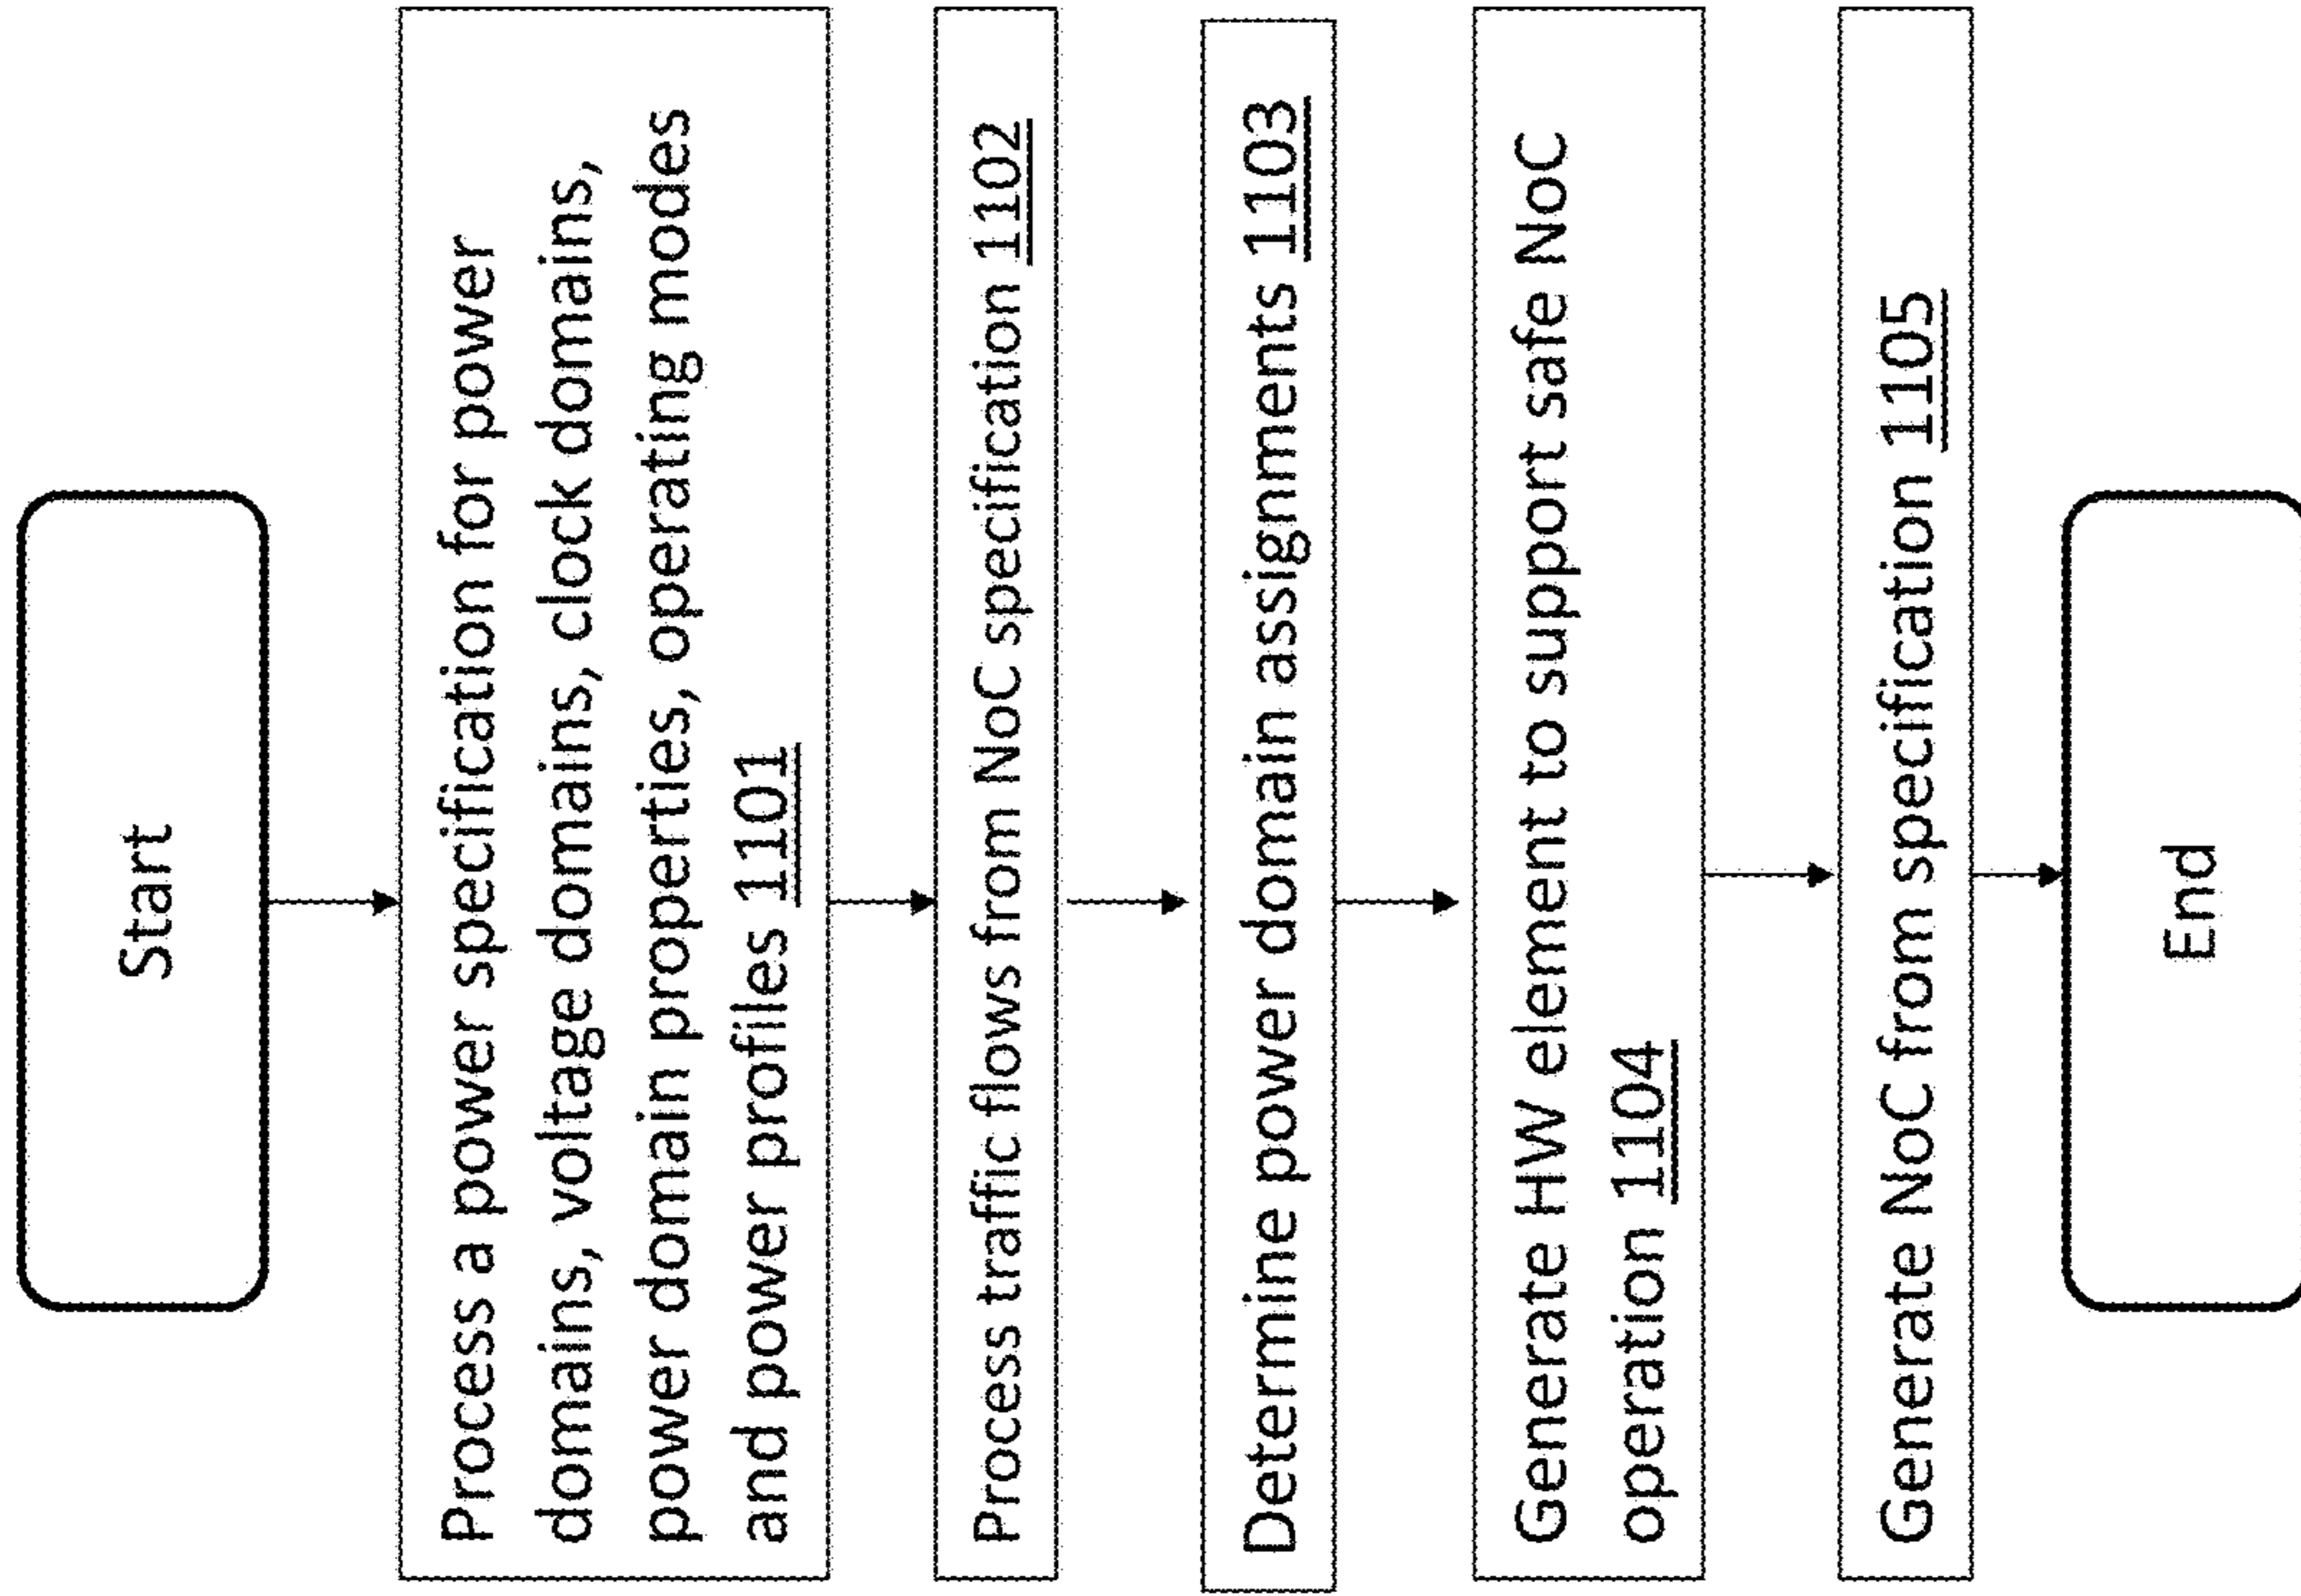 Start
Process a power specification for power
domains, voltage domains, clock domains,
power domain properties, operating modes
and power profiles 1101
Process traffic flows from NoC specification 1102
Determine power domain assignments 1103
Generate HW element to support safe NoC
operation 1104
Generate NoC from specification 1105
End